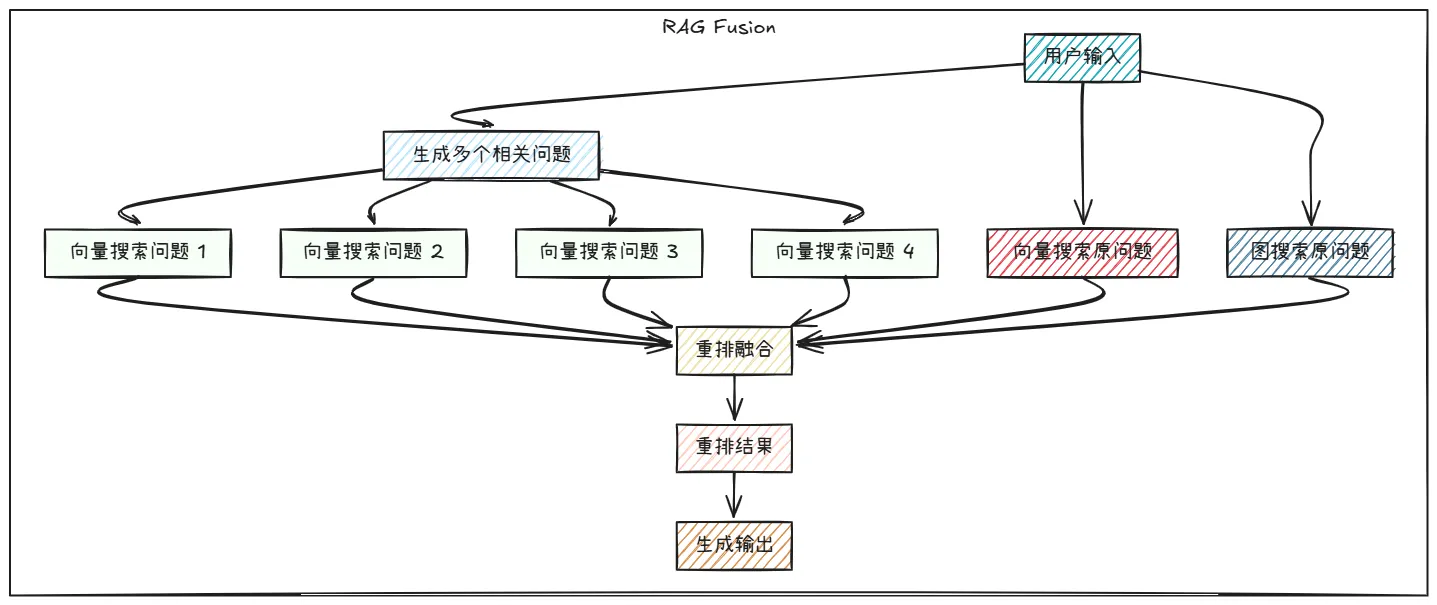 RAG Fusion
用户输入
生成多个相关问题
向量搜索问题 1
向量搜索问题 2
向量搜索问题 3
向量搜索问题 4
向量搜索原问题
图搜索原问题
重排融合
重排结果
生成输出